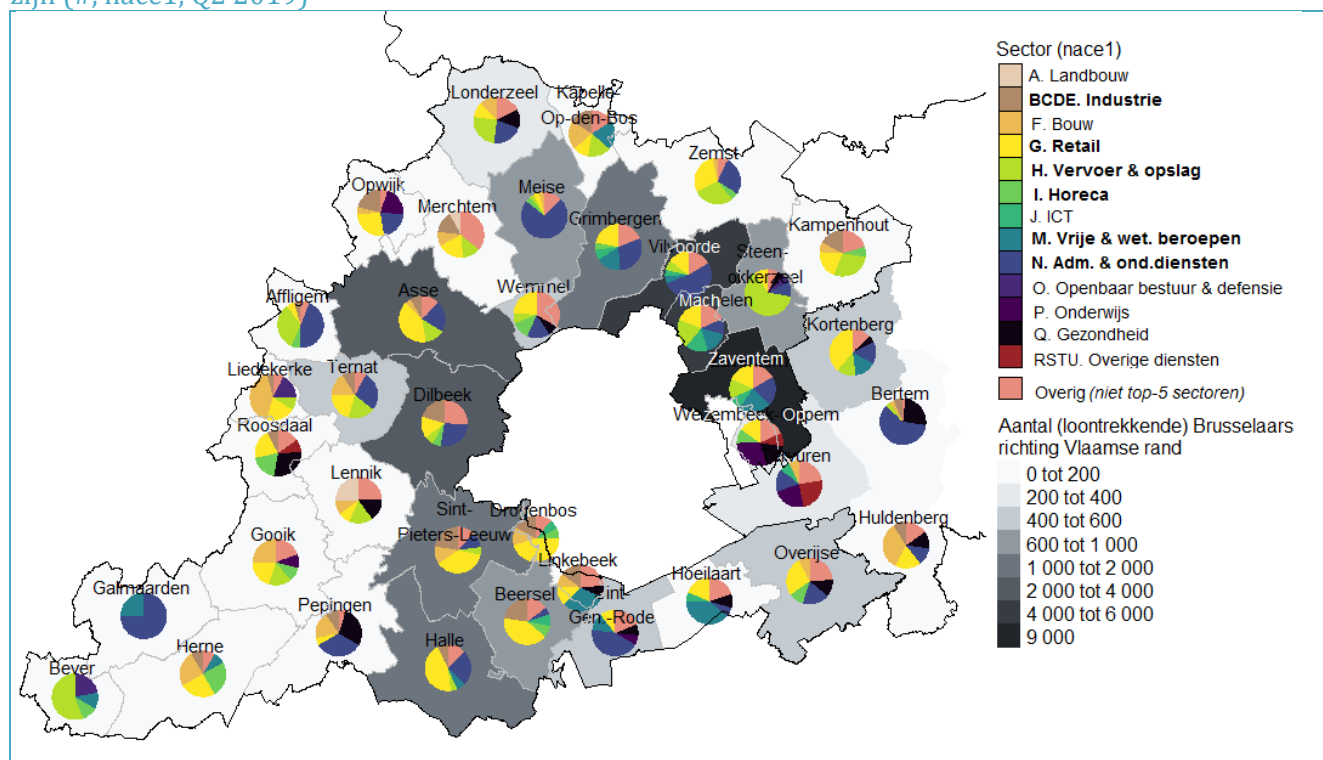 zijn (#, nace1, Q2 2019)
Londerzeel
Kapelle-
Op-den-Bos
Zemst
Opwijk
Merchtem
Meise
Grimbergen
Kampenhout
Vilvoorde
Steen-
okkerzeel
Affligem
Asse
Wemmel
Machelen
Kortenberg
Liedekerke
Ternat
Dilbeek
Zaventem
Bertem
Roosdaal
Wezembeek-Oppem
Lennik
Sint-
Pieters-Leeuw
Drogenbos
Huldenberg
Gooik
Linkebeek
Overijse
Galmaarden
Pepingen
Beersel
Gen.-Rode
Hoeilaart
Herne
Halle
Bever
Sector (nace1)
A. Landbouw
BCDE. Industrie
F. Bouw
G. Retail
H. Vervoer & opslag
I. Horeca
J. ICT
M. Vrije & wet. beroepen
N. Adm. & ond.diensten
O. Openbaar bestuur & defensie
P. Onderwijs
Q. Gezondheid
RSTU. Overige diensten
Overig (niet top-5 sectoren)
Aantal (loontrekkende) Brusselaars
richting Vlaamse rand
0 tot 200
200 tot 400
400 tot 600
600 tot 1 000
1 000 tot 2 000
2 000 tot 4 000
4 000 tot 6 000
9 000